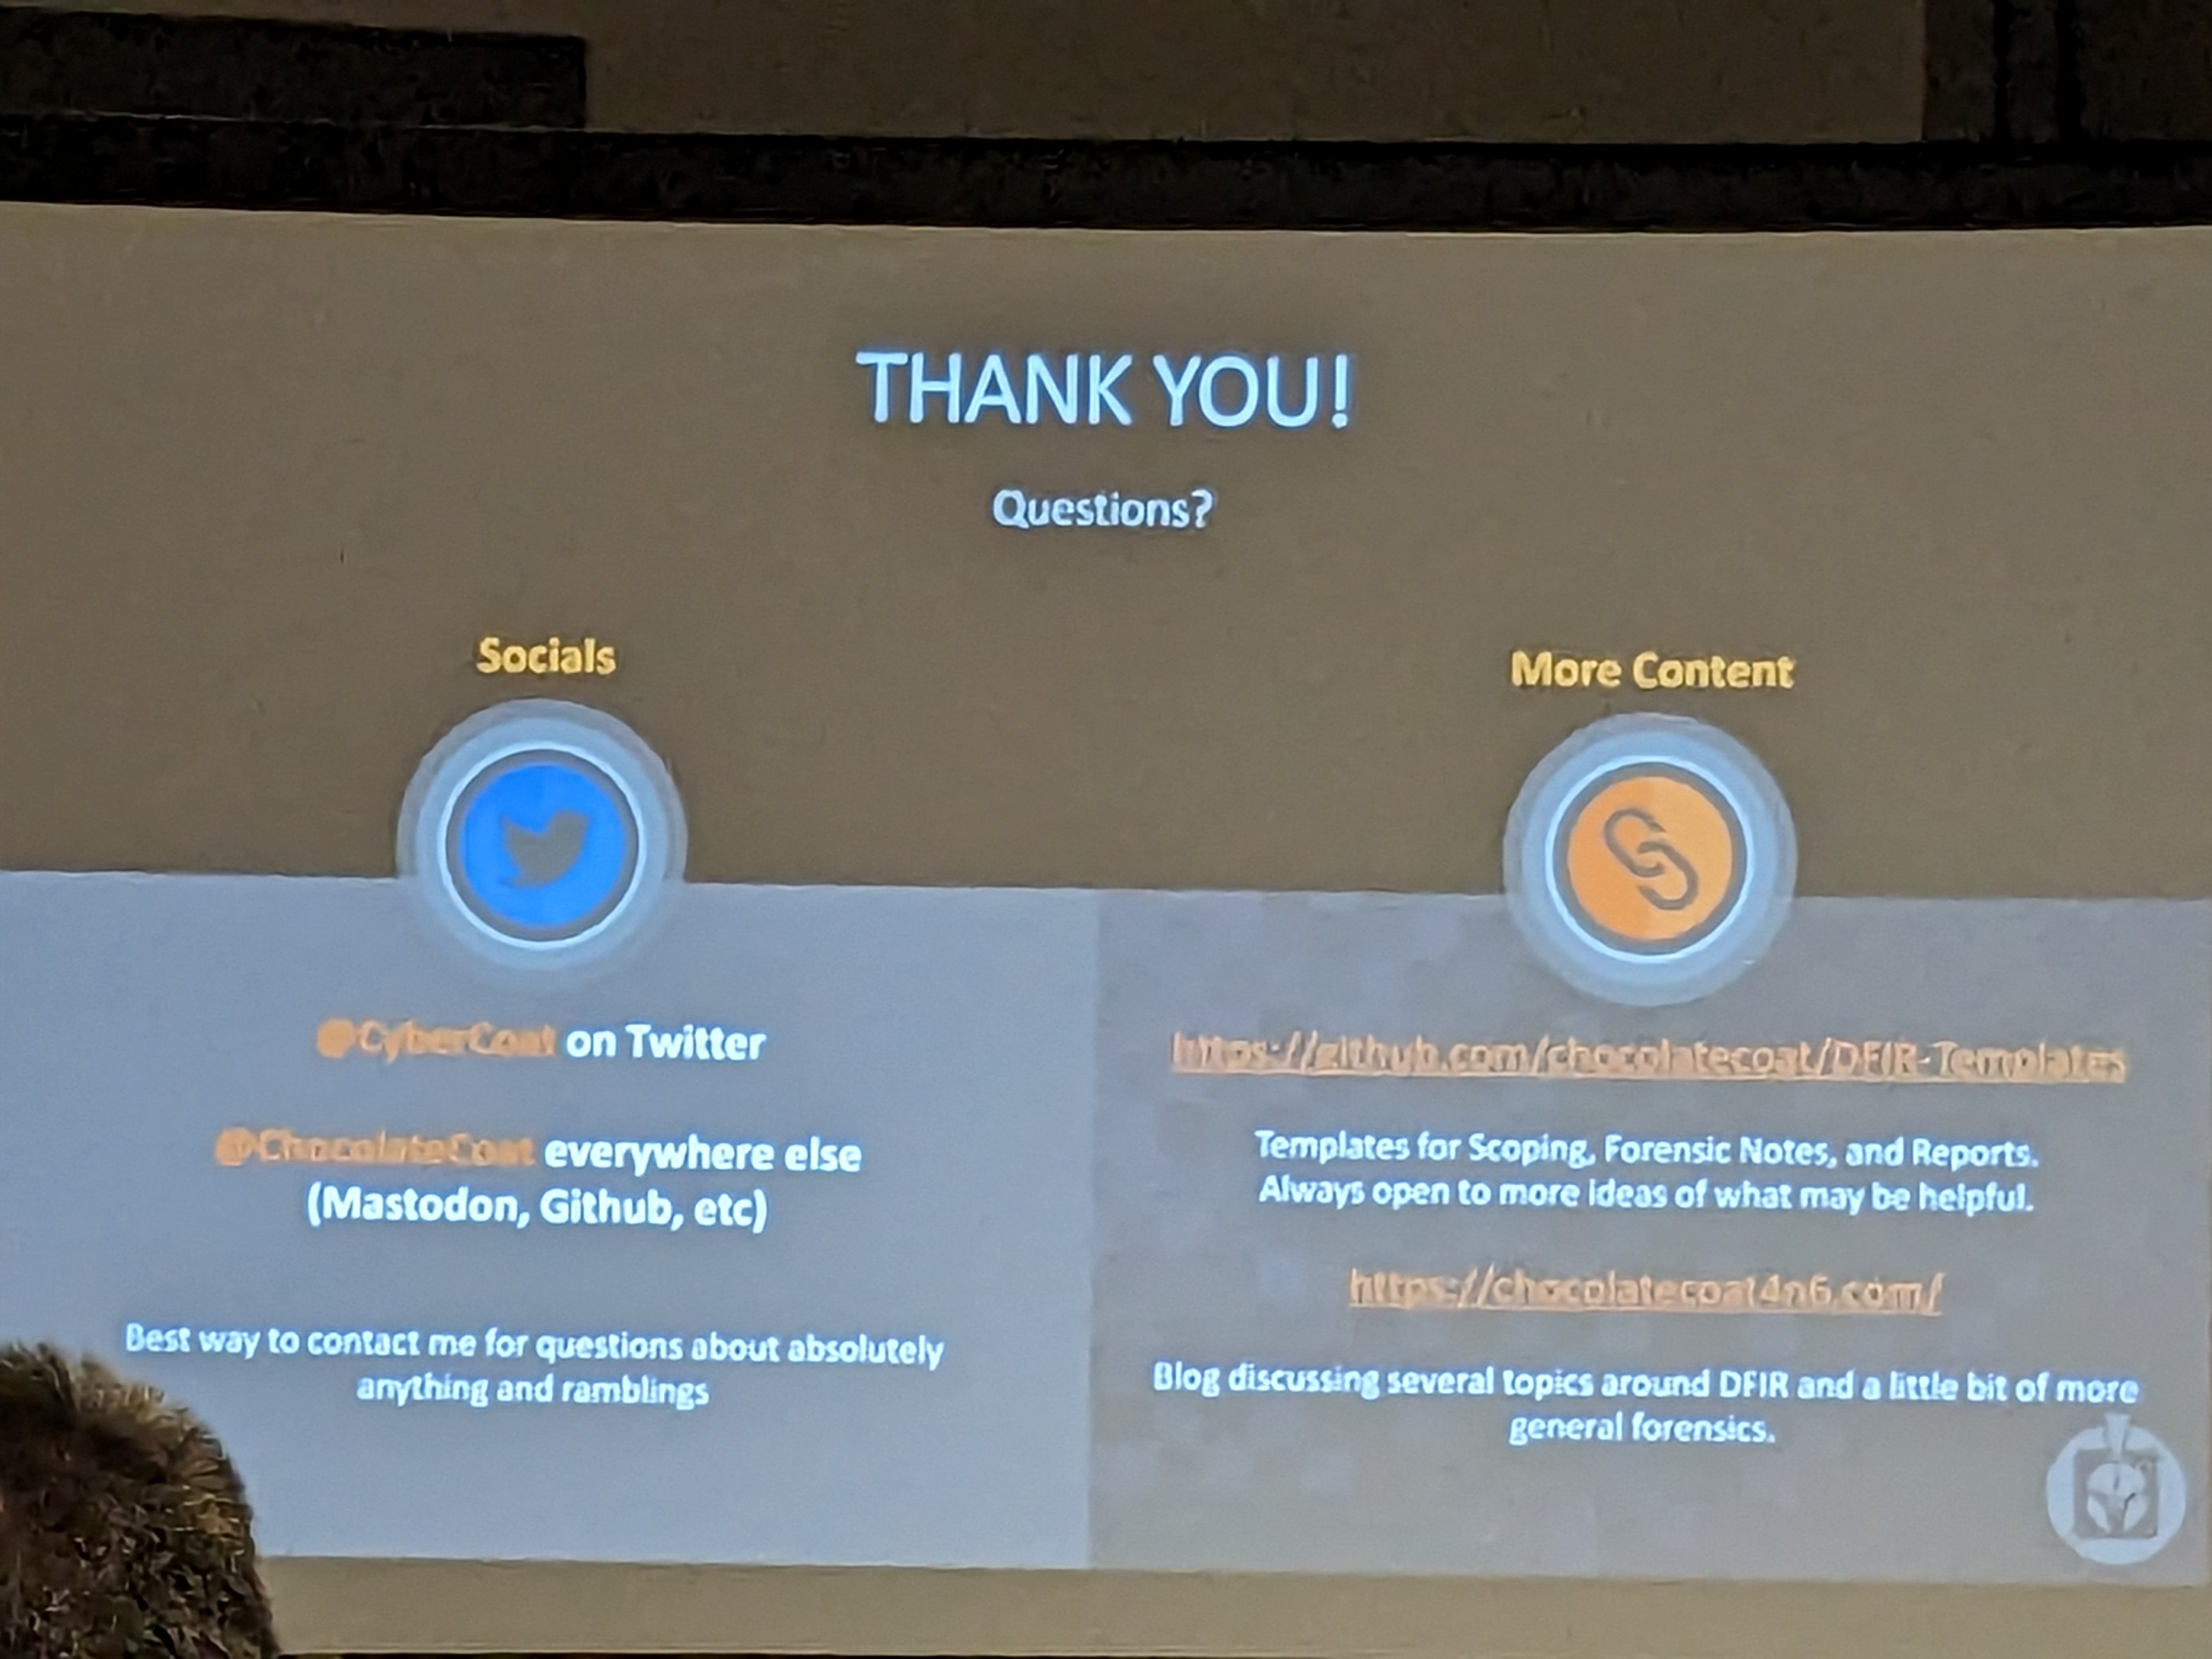 THANK YOU!
Questions?
Socials
@CyberCoat on Twitter
@ChocolateCoat everywhere else
(Mastodon, Github, etc)
Best way to contact me for questions about absolutely
anything and ramblings
More Content
https://github.com/chocolatecoat/DFIR-Templates
Templates for Scoping, Forensic Notes, and Reports.
Always open to more ideas of what may be helpful.
https://chocolatecoat4n6.com/
Blog discussing several topics around DFIR and a little bit of more
general forensics.